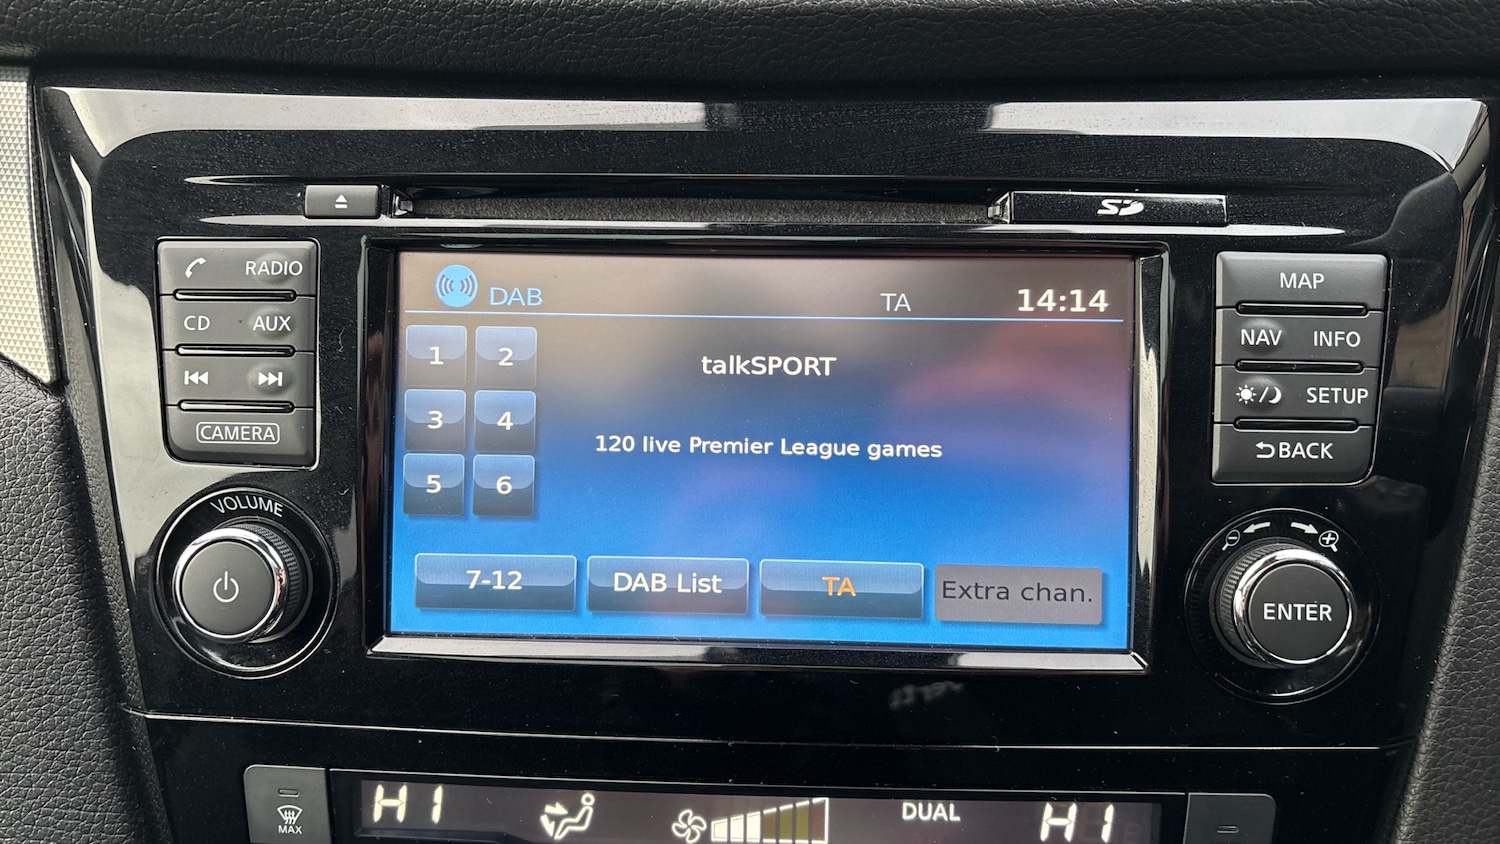 SD
RADIO
CD AUX
CAMERA
VOLUME
DAB TA 14:14
1 2
talkSPORT
3 4
120 live Premier League games
5 6
7-12 DAB List TA Extra chan.
MAP
NAV INFO
SETUP
BACK
ENTER
MAX
HI DUAL HI